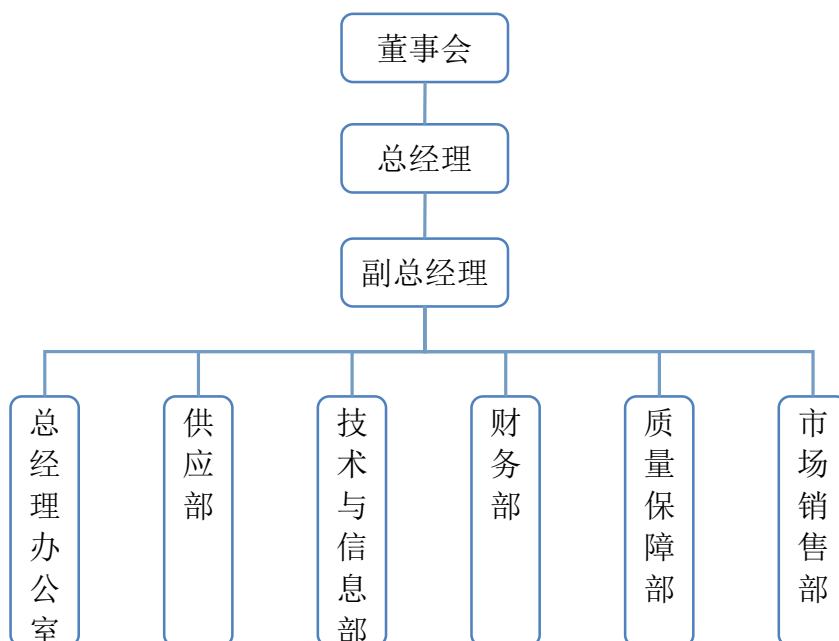 董事会
总经理
副总经理
总经理办公室
供应部
技术与信息部
财务部
质量保障部
市场销售部